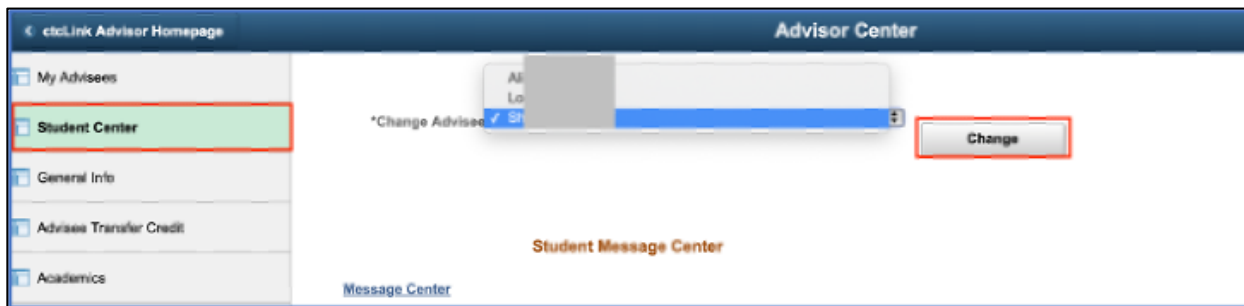 ctcLink Advisor Homepage
Advisor Center
My Advisees
Student Center
General Info
Advisee Transfer Credit
Academics
*Change Advisee
Change
Student Message Center
Message Center